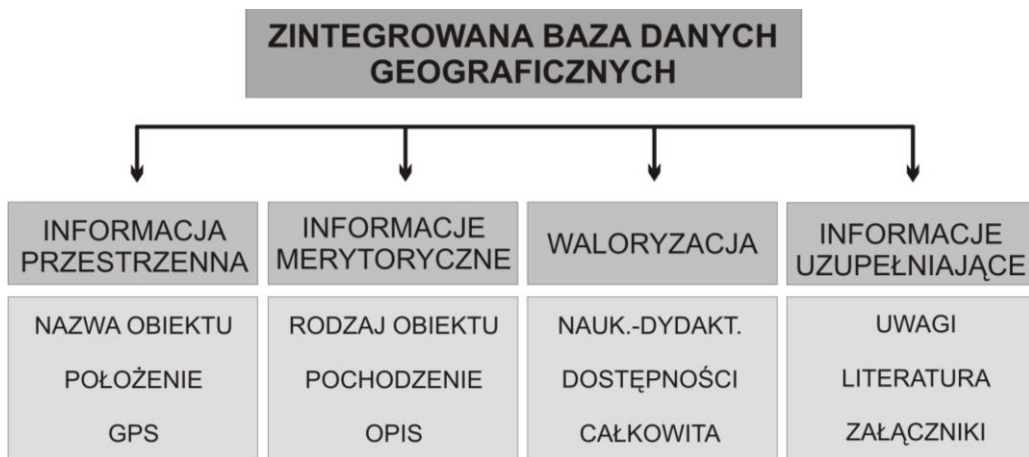 ZINTEGROWANA BAZA DANYCH
GEOGRAFICZNYCH
INFORMACJA
PRZESTRZENNA
NAZWA OBIEKTU
POŁOŻENIE
GPS
INFORMACJE
MERYTORYCZNE
RODZAJ OBIEKTU
POCHODZENIE
OPIS
WALORYZACJA
NAUK.-DYDAKT.
DOSTĘPNOŚCI
CAŁKOWITA
INFORMACJE
UZUPEŁNIAJĄCE
UWAGI
LITERATURA
ZAŁĄCZNIKI